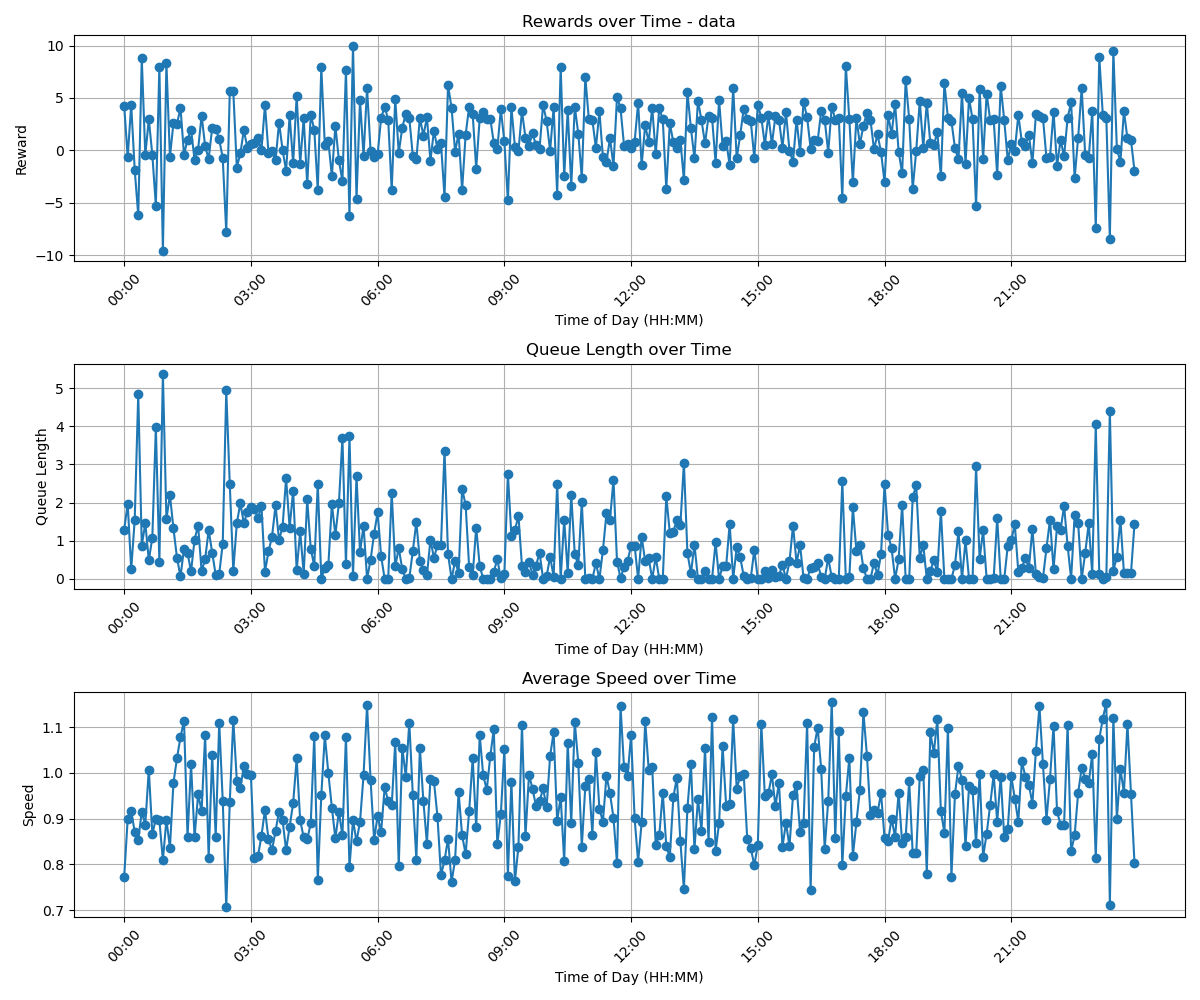 Rewards over Time - data
10
5
0
−5
−10
Reward
00:00 03:00 06:00 09:00 12:00 15:00 18:00 21:00
Time of Day (HH:MM)
Queue Length over Time
5
4
3
2
1
0
Queue Length
00:00 03:00 06:00 09:00 12:00 15:00 18:00 21:00
Time of Day (HH:MM)
Average Speed over Time
1.1
1.0
0.9
0.8
0.7
Speed
00:00 03:00 06:00 09:00 12:00 15:00 18:00 21:00
Time of Day (HH:MM)